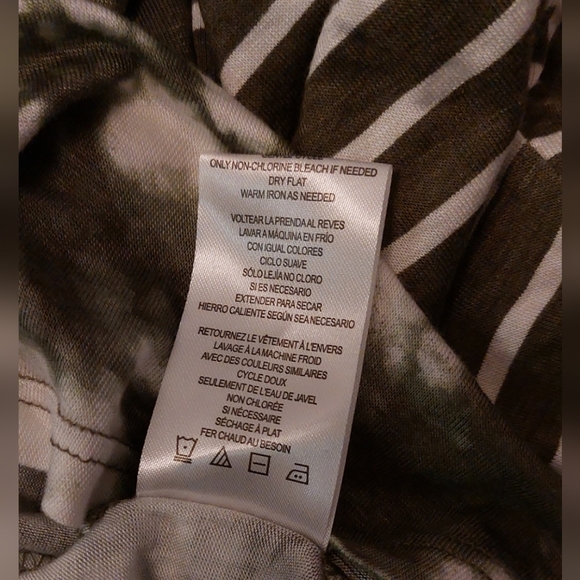 ONLY NON-CHLORINE BLEACH IF NEEDED
DRY FLAT
WARM IRON AS NEEDED
VOLTEAR LA PRENDA AL REVES
LAVAR A MÁQUINA EN FRÍO
CON IGUAL COLORES
CICLO SUAVE
SÓLO LEJÍA NO CLORO
SI ES NECESARIO
EXTENDER PARA SECAR
HIERRO CALIENTE SEGÚN SEA NECESARIO
RETOURNEZ LE VÊTEMENT À L'ENVERS
LAVAGE À LA MACHINE FROID
AVEC DES COULEURS SIMILAIRES
CYCLE DOUX
SEULEMENT DE L'EAU DE JAVEL
NON CHLORÉE
SI NÉCESSAIRE
SÉCHAGE À PLAT
FER CHAUD AU BESOIN